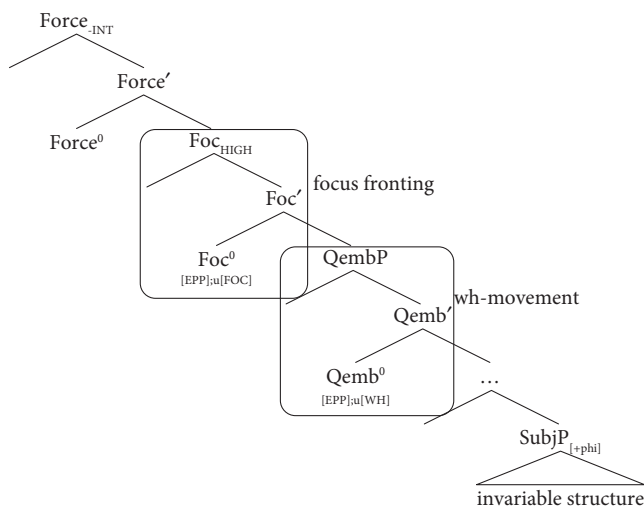 Force-INT
Force′
Force⁰
FocHIGH
focus fronting
Foc′
Foc⁰
[EPP];u[FOC]
QembP
wh-movement
Qemb′
Qemb⁰
[EPP];u[WH]
…
SubjP[+phi]
invariable structure